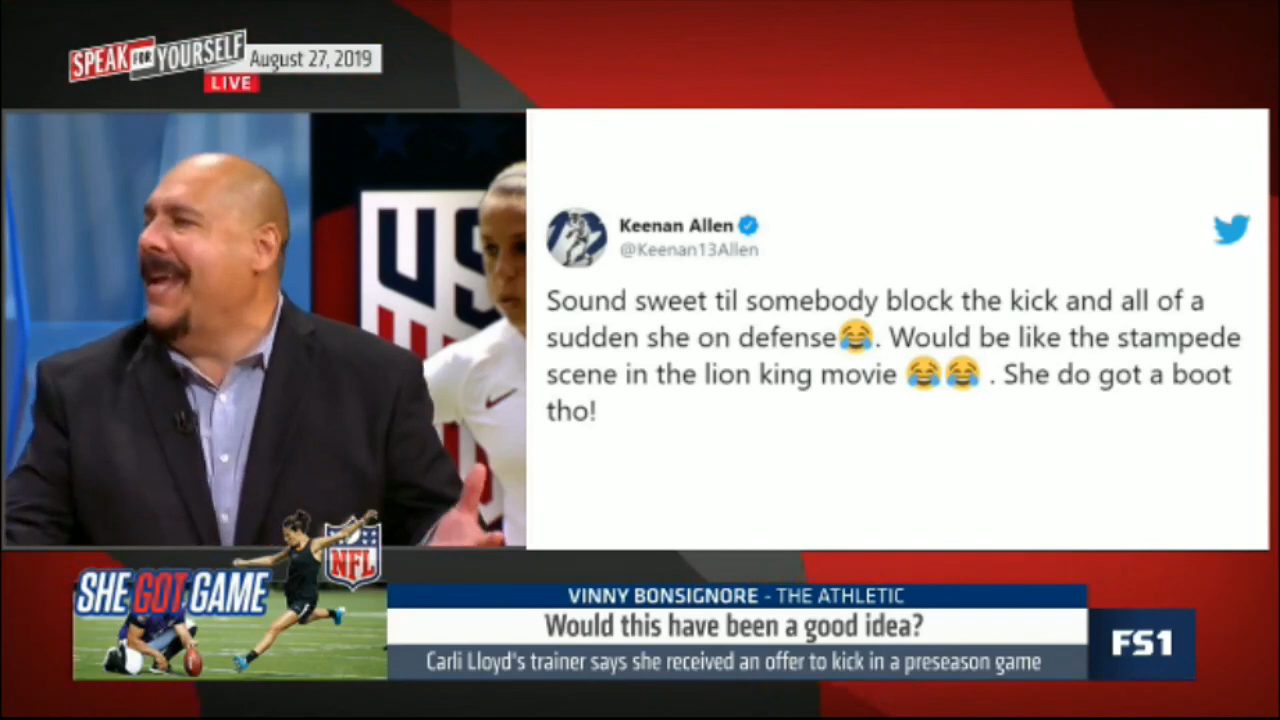 SPEAK FOR YOURSELF
August 27, 2019
LIVE
US
Keenan Allen
@Keenan13Allen
Sound sweet til somebody block the kick and all of a
sudden she on defense😂. Would be like the stampede
scene in the lion king movie 😂😂 . She do got a boot
tho!
NFL
SHE GOT GAME
VINNY BONSIGNORE - THE ATHLETIC
Would this have been a good idea?
Carli Lloyd's trainer says she received an offer to kick in a preseason game
FS1